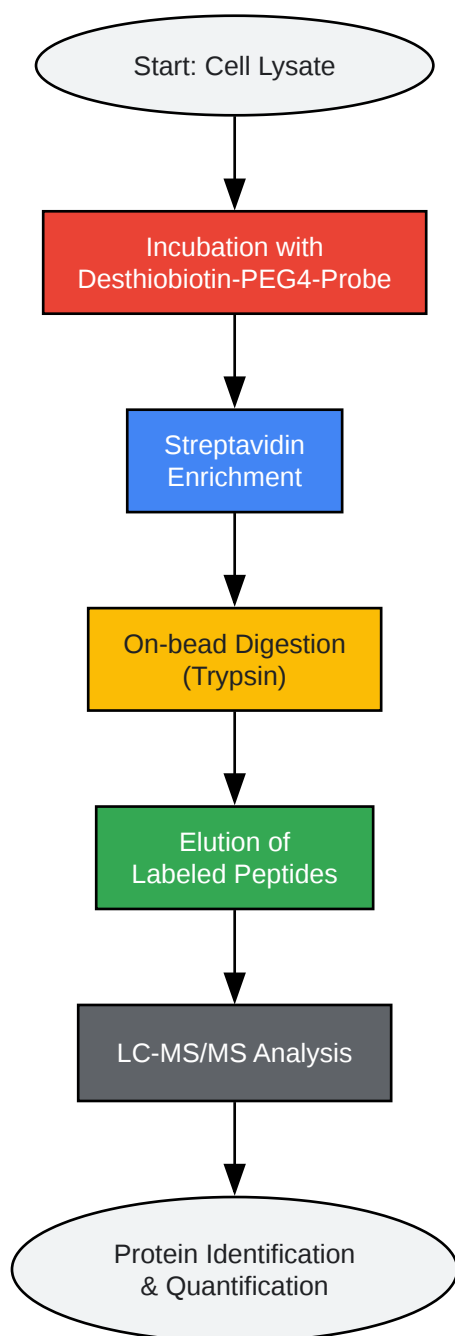 Start: Cell Lysate
Incubation with
Desthiobiotin-PEG4-Probe
Streptavidin
Enrichment
On-bead Digestion
(Trypsin)
Elution of
Labeled Peptides
LC-MS/MS Analysis
Protein Identification
& Quantification